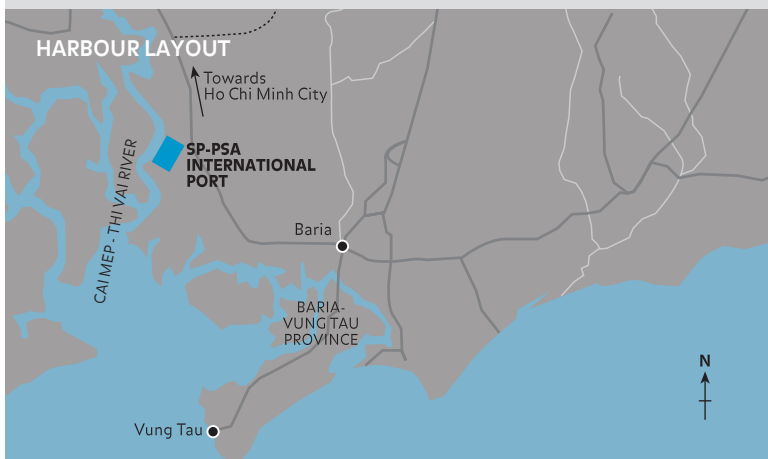 HARBOUR LAYOUT
Towards
Ho Chi Minh City
SP-PSA
INTERNATIONAL
PORT
CAI MEP - THI VAI RIVER
Baria
BARIA-
VUNG TAU
PROVINCE
N
Vung Tau